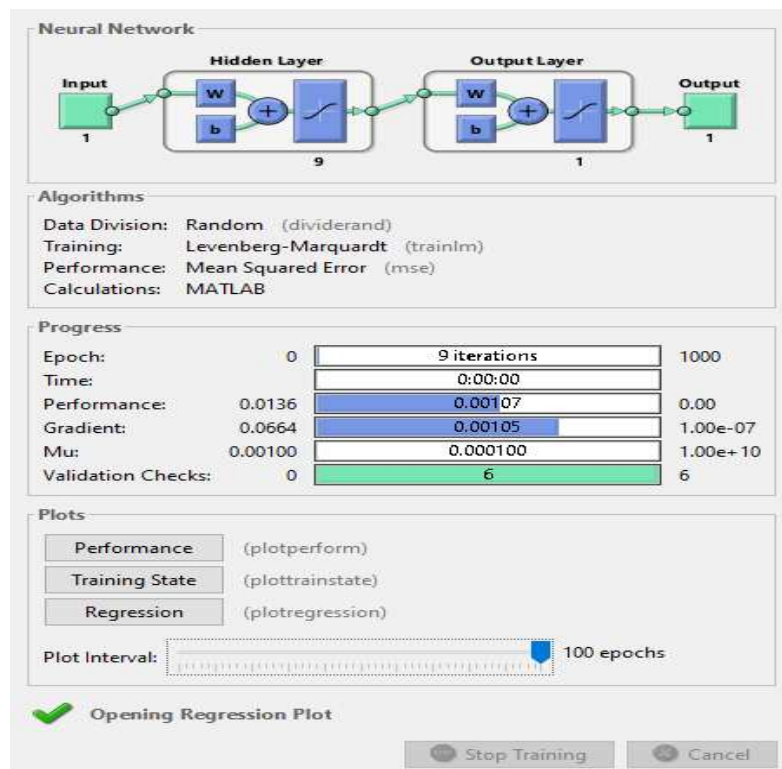 Neural Network
Hidden Layer
Output Layer
Input
W
b
+
W
b
+
Output
1
9
1
1
Algorithms
Data Division: Random (dividerand)
Training: Levenberg-Marquardt (trainlm)
Performance: Mean Squared Error (mse)
Calculations: MATLAB
Progress
Epoch: 0 9 iterations 1000
Time: 0:00:00
Performance: 0.0136 0.00107 0.00
Gradient: 0.0664 0.00105 1.00e-07
Mu: 0.00100 0.000100 1.00e+10
Validation Checks: 0 6 6
Plots
Performance (plotperform)
Training State (plottrainstate)
Regression (plotregression)
Plot Interval: 100 epochs
Opening Regression Plot
Stop Training Cancel